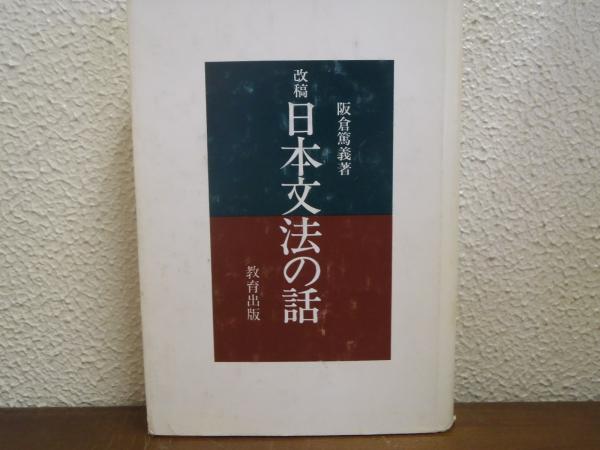 阪倉篤義著
改稿
日本文法の話
教育出版